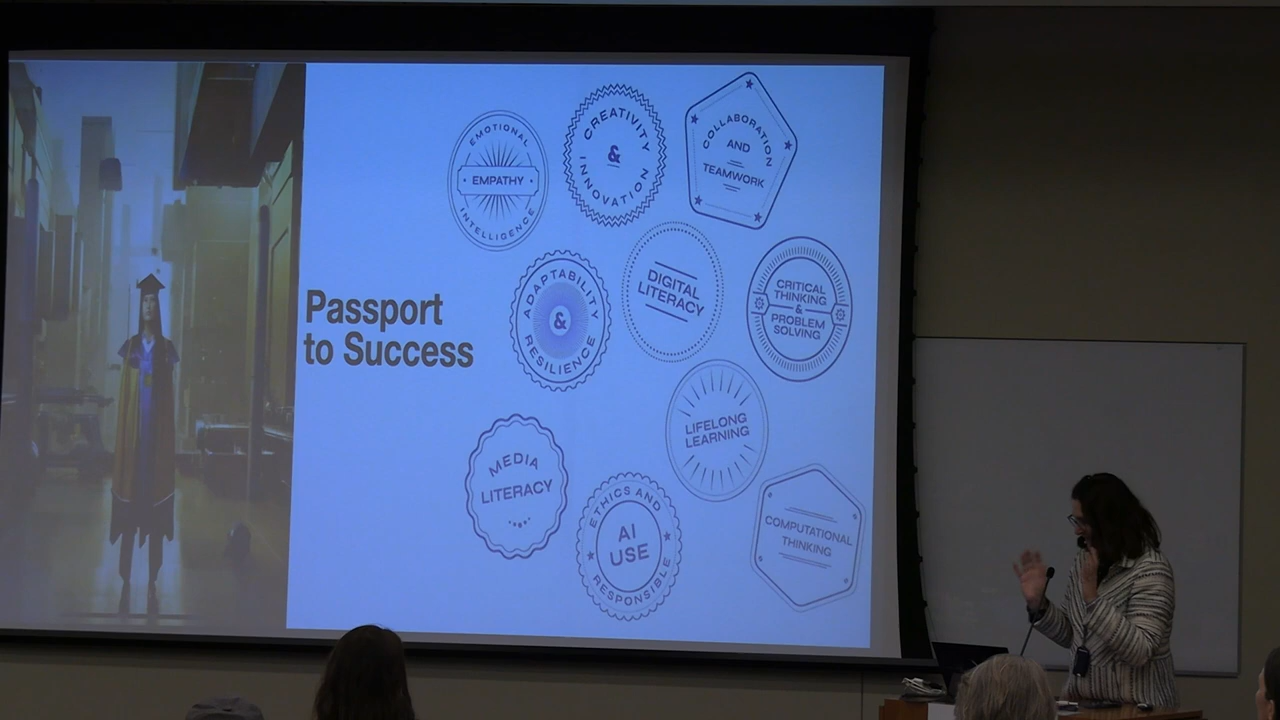 Passport
to Success
EMOTIONAL
EMPATHY
INTELLIGENCE
CREATIVITY
&
INNOVATION
COLLABORATION
AND
TEAMWORK
ADAPTABILITY
&
RESILIENCE
DIGITAL
LITERACY
CRITICAL
THINKING
&
PROBLEM
SOLVING
LIFELONG
LEARNING
MEDIA
LITERACY
ETHICS AND
AI
USE
RESPONSIBLE
COMPUTATIONAL
THINKING